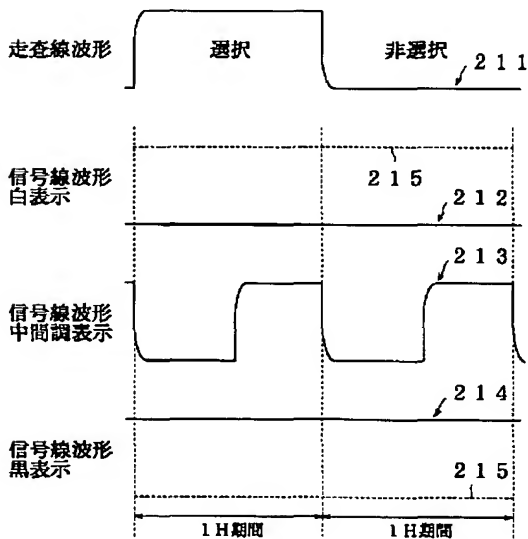 走査線波形
選択
非選択
211
信号線波形
白表示
215
212
213
信号線波形
中間調表示
214
信号線波形
黒表示
215
1H期間
1H期間